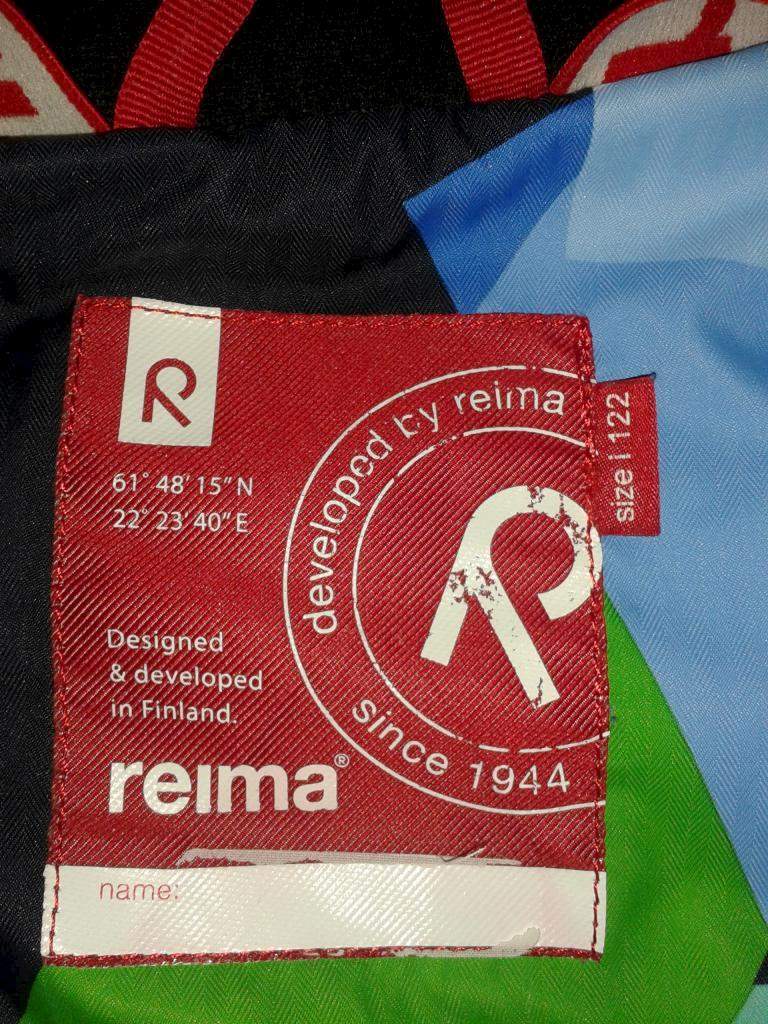 61° 48' 15" N
22° 23' 40" E
developed by reima
since 1944
size | 122
Designed
& developed
in Finland.
reima®
name: